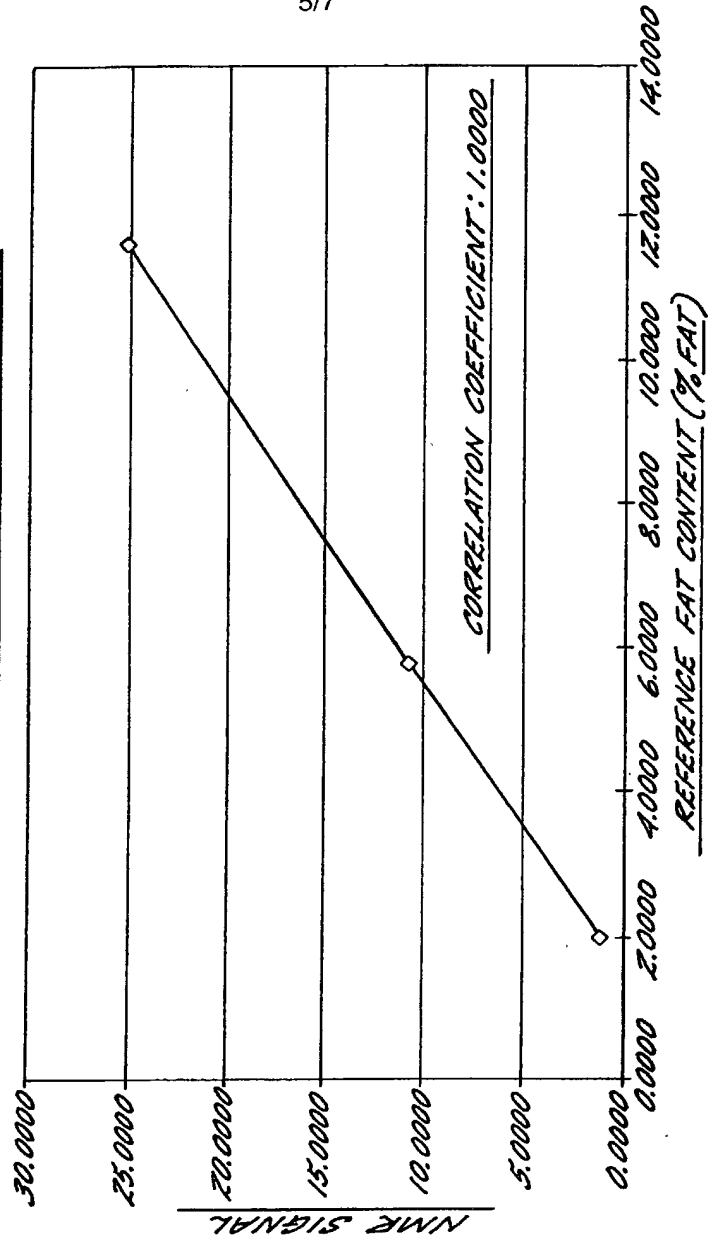 5/7
30.0000
25.0000
20.0000
15.0000
10.0000
5.0000
0.0000
NMR SIGNAL
CORRELATION COEFFICIENT: 1.0000
0.0000 2.0000 4.0000 6.0000 8.0000 10.0000 12.0000 14.0000
REFERENCE FAT CONTENT (% FAT)